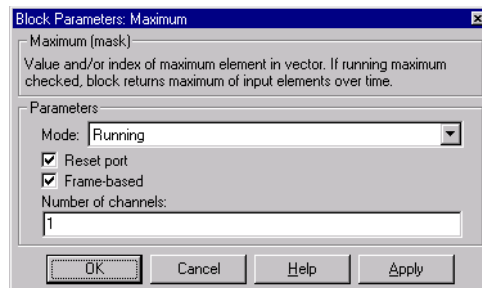 Block Parameters: Maximum
Maximum (mask)
Value and/or index of maximum element in vector. If running maximum
checked, block returns maximum of input elements over time.
Parameters
Mode: Running
Reset port
Frame-based
Number of channels:
1
OK Cancel Help Apply